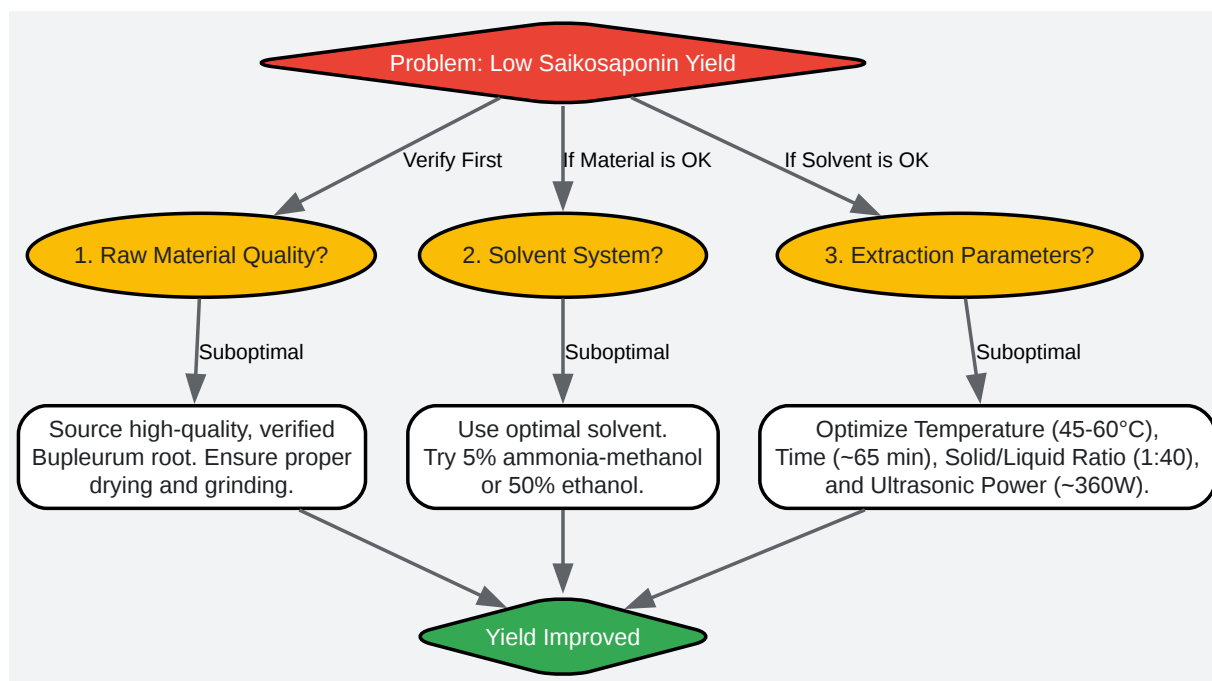 Problem: Low Saikosaponin Yield
Verify First
If Material is OK
If Solvent is OK
1. Raw Material Quality?
2. Solvent System?
3. Extraction Parameters?
Suboptimal
Suboptimal
Suboptimal
Source high-quality, verified
Bupleurum root. Ensure proper
drying and grinding.
Use optimal solvent.
Try 5% ammonia-methanol
or 50% ethanol.
Optimize Temperature (45-60°C),
Time (~65 min), Solid/Liquid Ratio (1:40),
and Ultrasonic Power (~360W).
Yield Improved